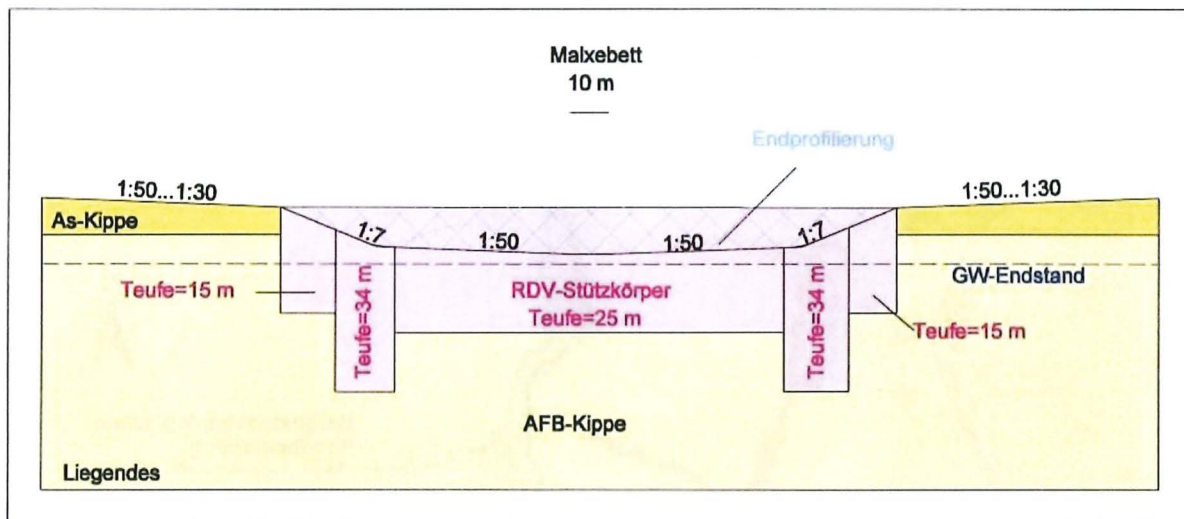 Malxebett
10 m
Endprofilierung
1:50...1:30
1:50...1:30
As-Kippe
1:7
1:50
1:50
1:7
GW-Endstand
Teufe=15 m
Teufe=34 m
RDV-Stützkörper
Teufe=25 m
Teufe=34 m
Teufe=15 m
AFB-Kippe
Liegendes